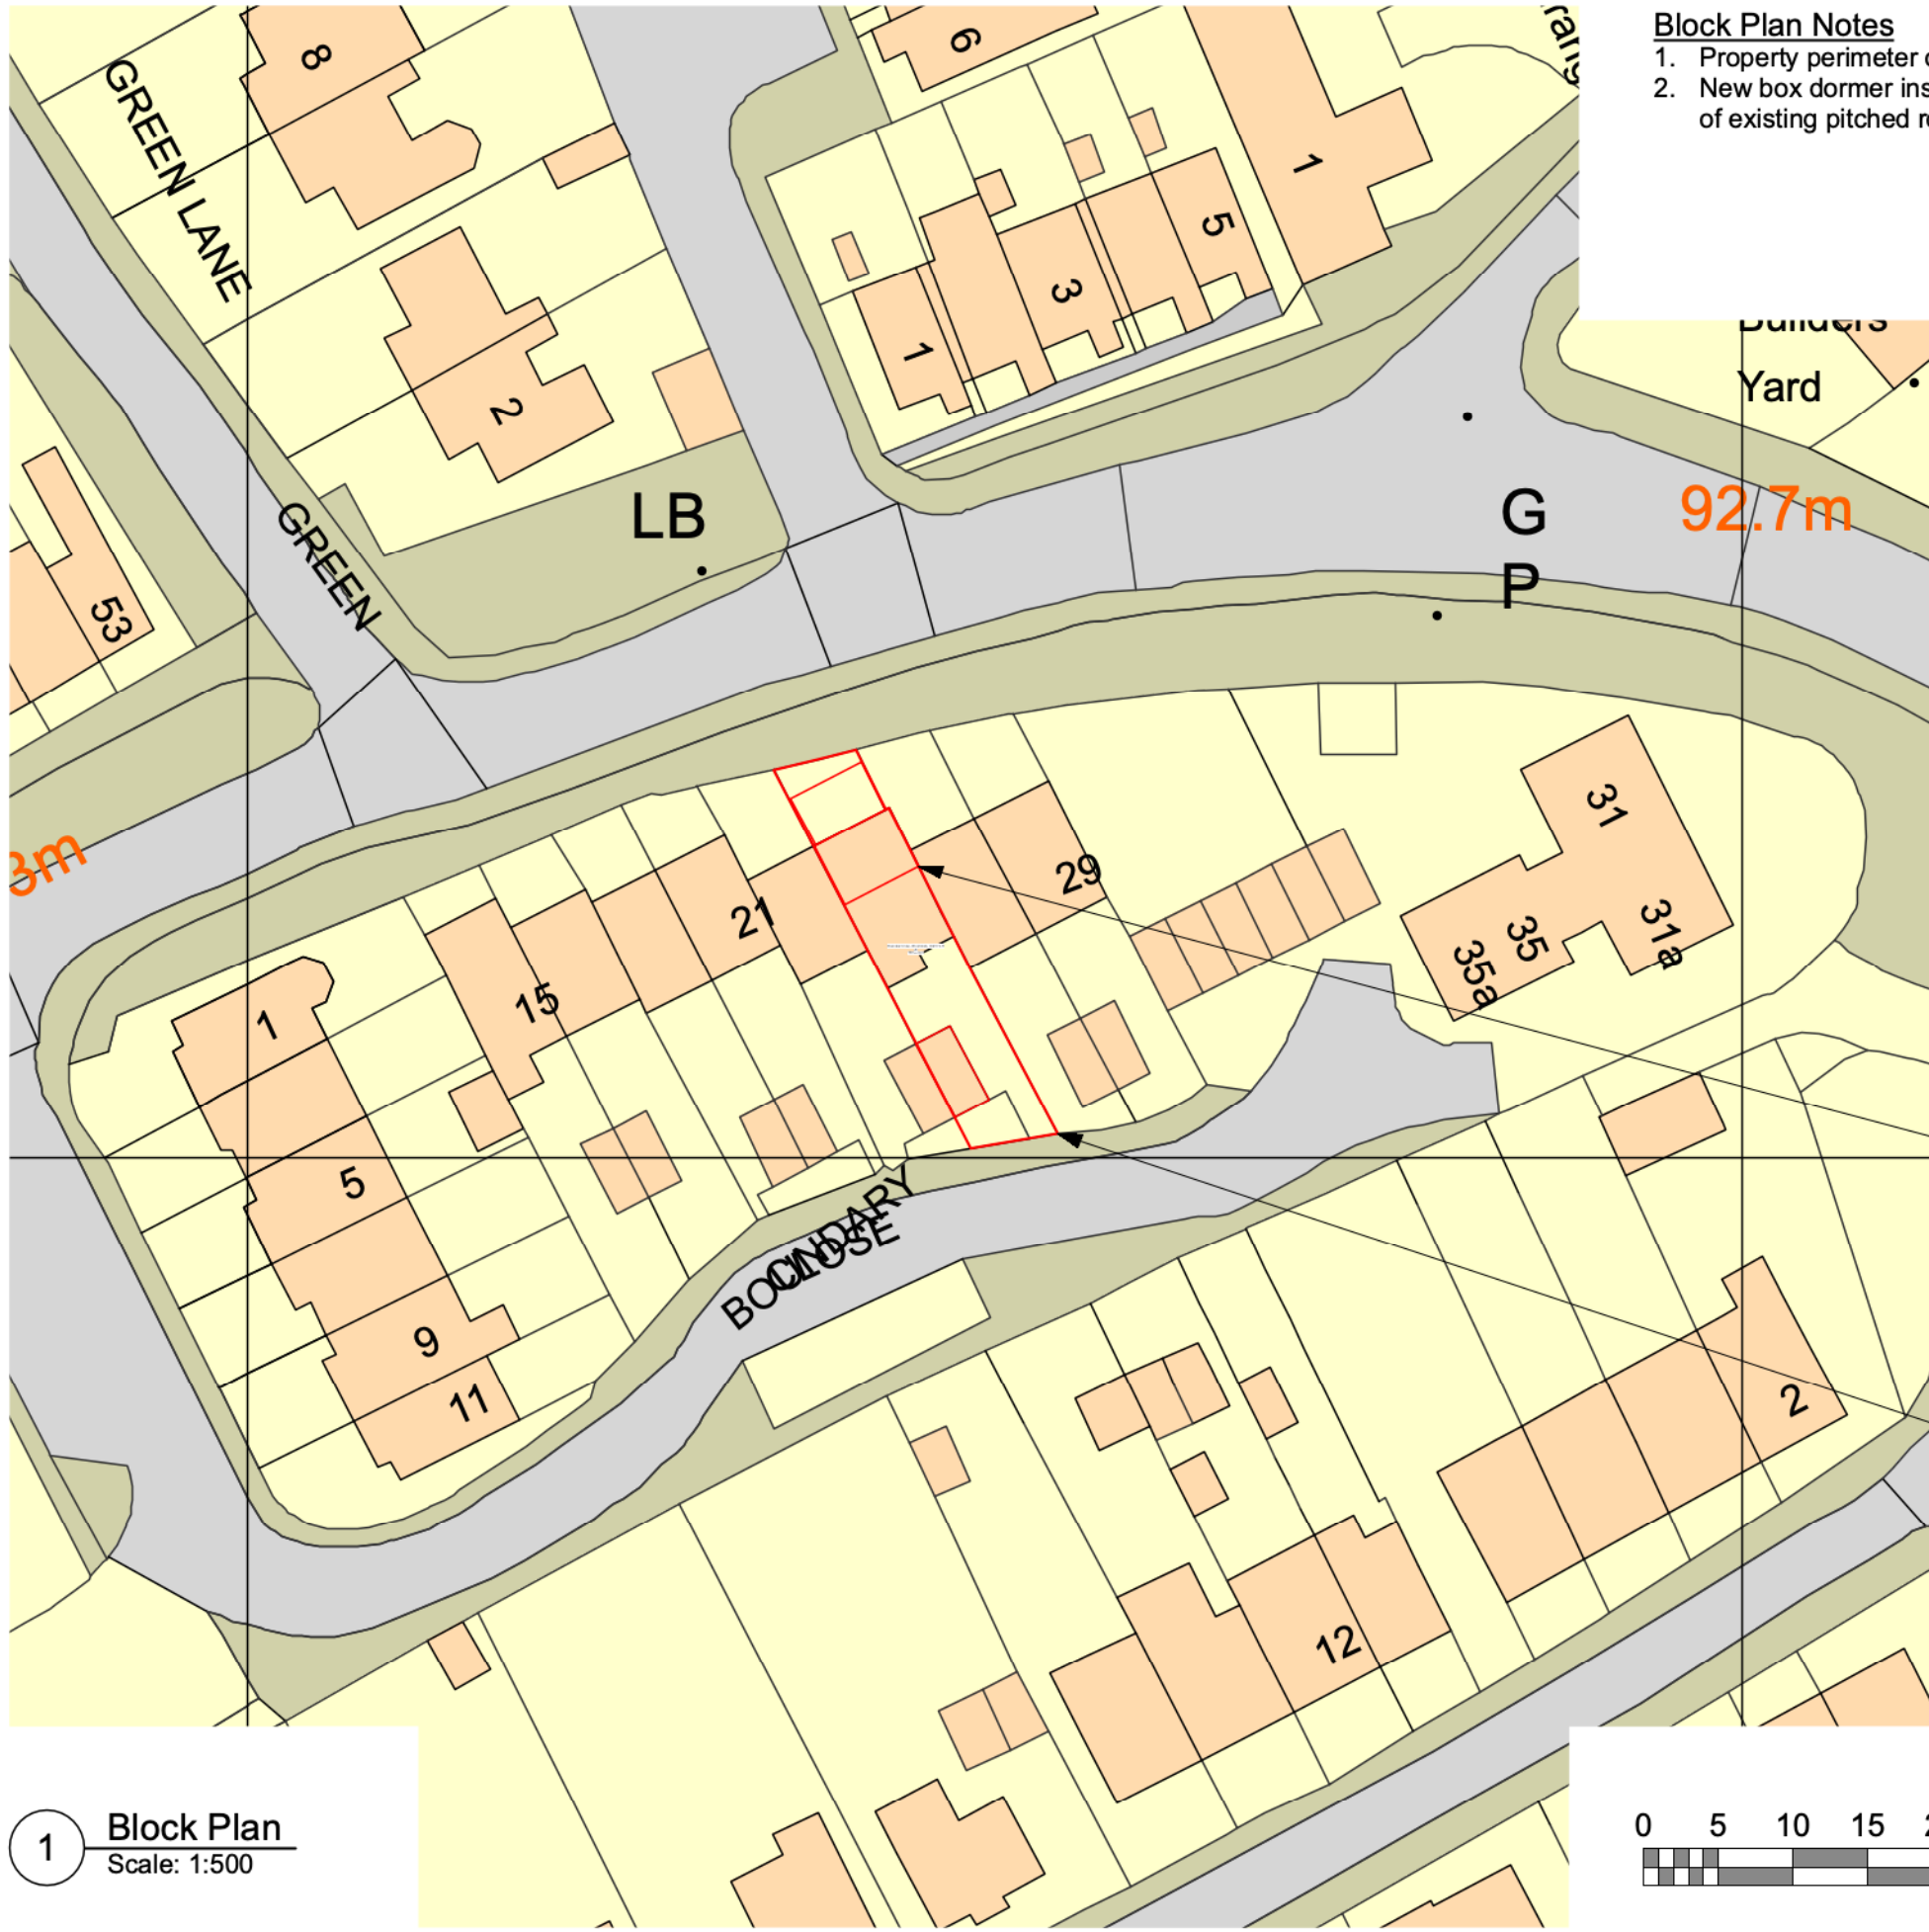 Block Plan Notes
1. Property perimeter
2. New box dormer
of existing pitched
8
6
GREEN LANE
1
5
3
1
2
Yard
LB
G
P
92.7m
GREEN
53
3m
31
29
21
35
31a
35a
15
1
5
BOUNDARY
CLOSE
9
11
2
12
1
Block Plan
Scale: 1:500
0 5 10 15